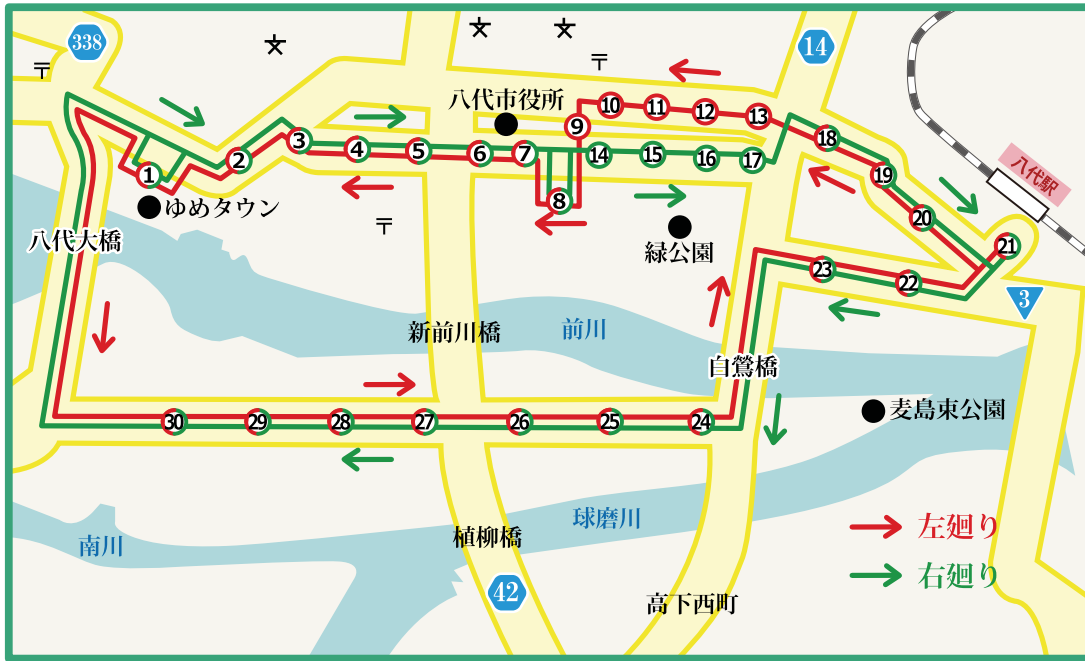 338
14
八代市役所
10
11
12
13
9
18
1
2
3
4
5
6
7
14
15
16
17
19
八代駅
8
20
ゆめタウン
八代大橋
緑公園
21
23
22
3
新前川橋
前川
白鷺橋
麦島東公園
30
29
28
27
26
25
24
南川
植柳橋
球磨川
左廻り
右廻り
42
高下西町